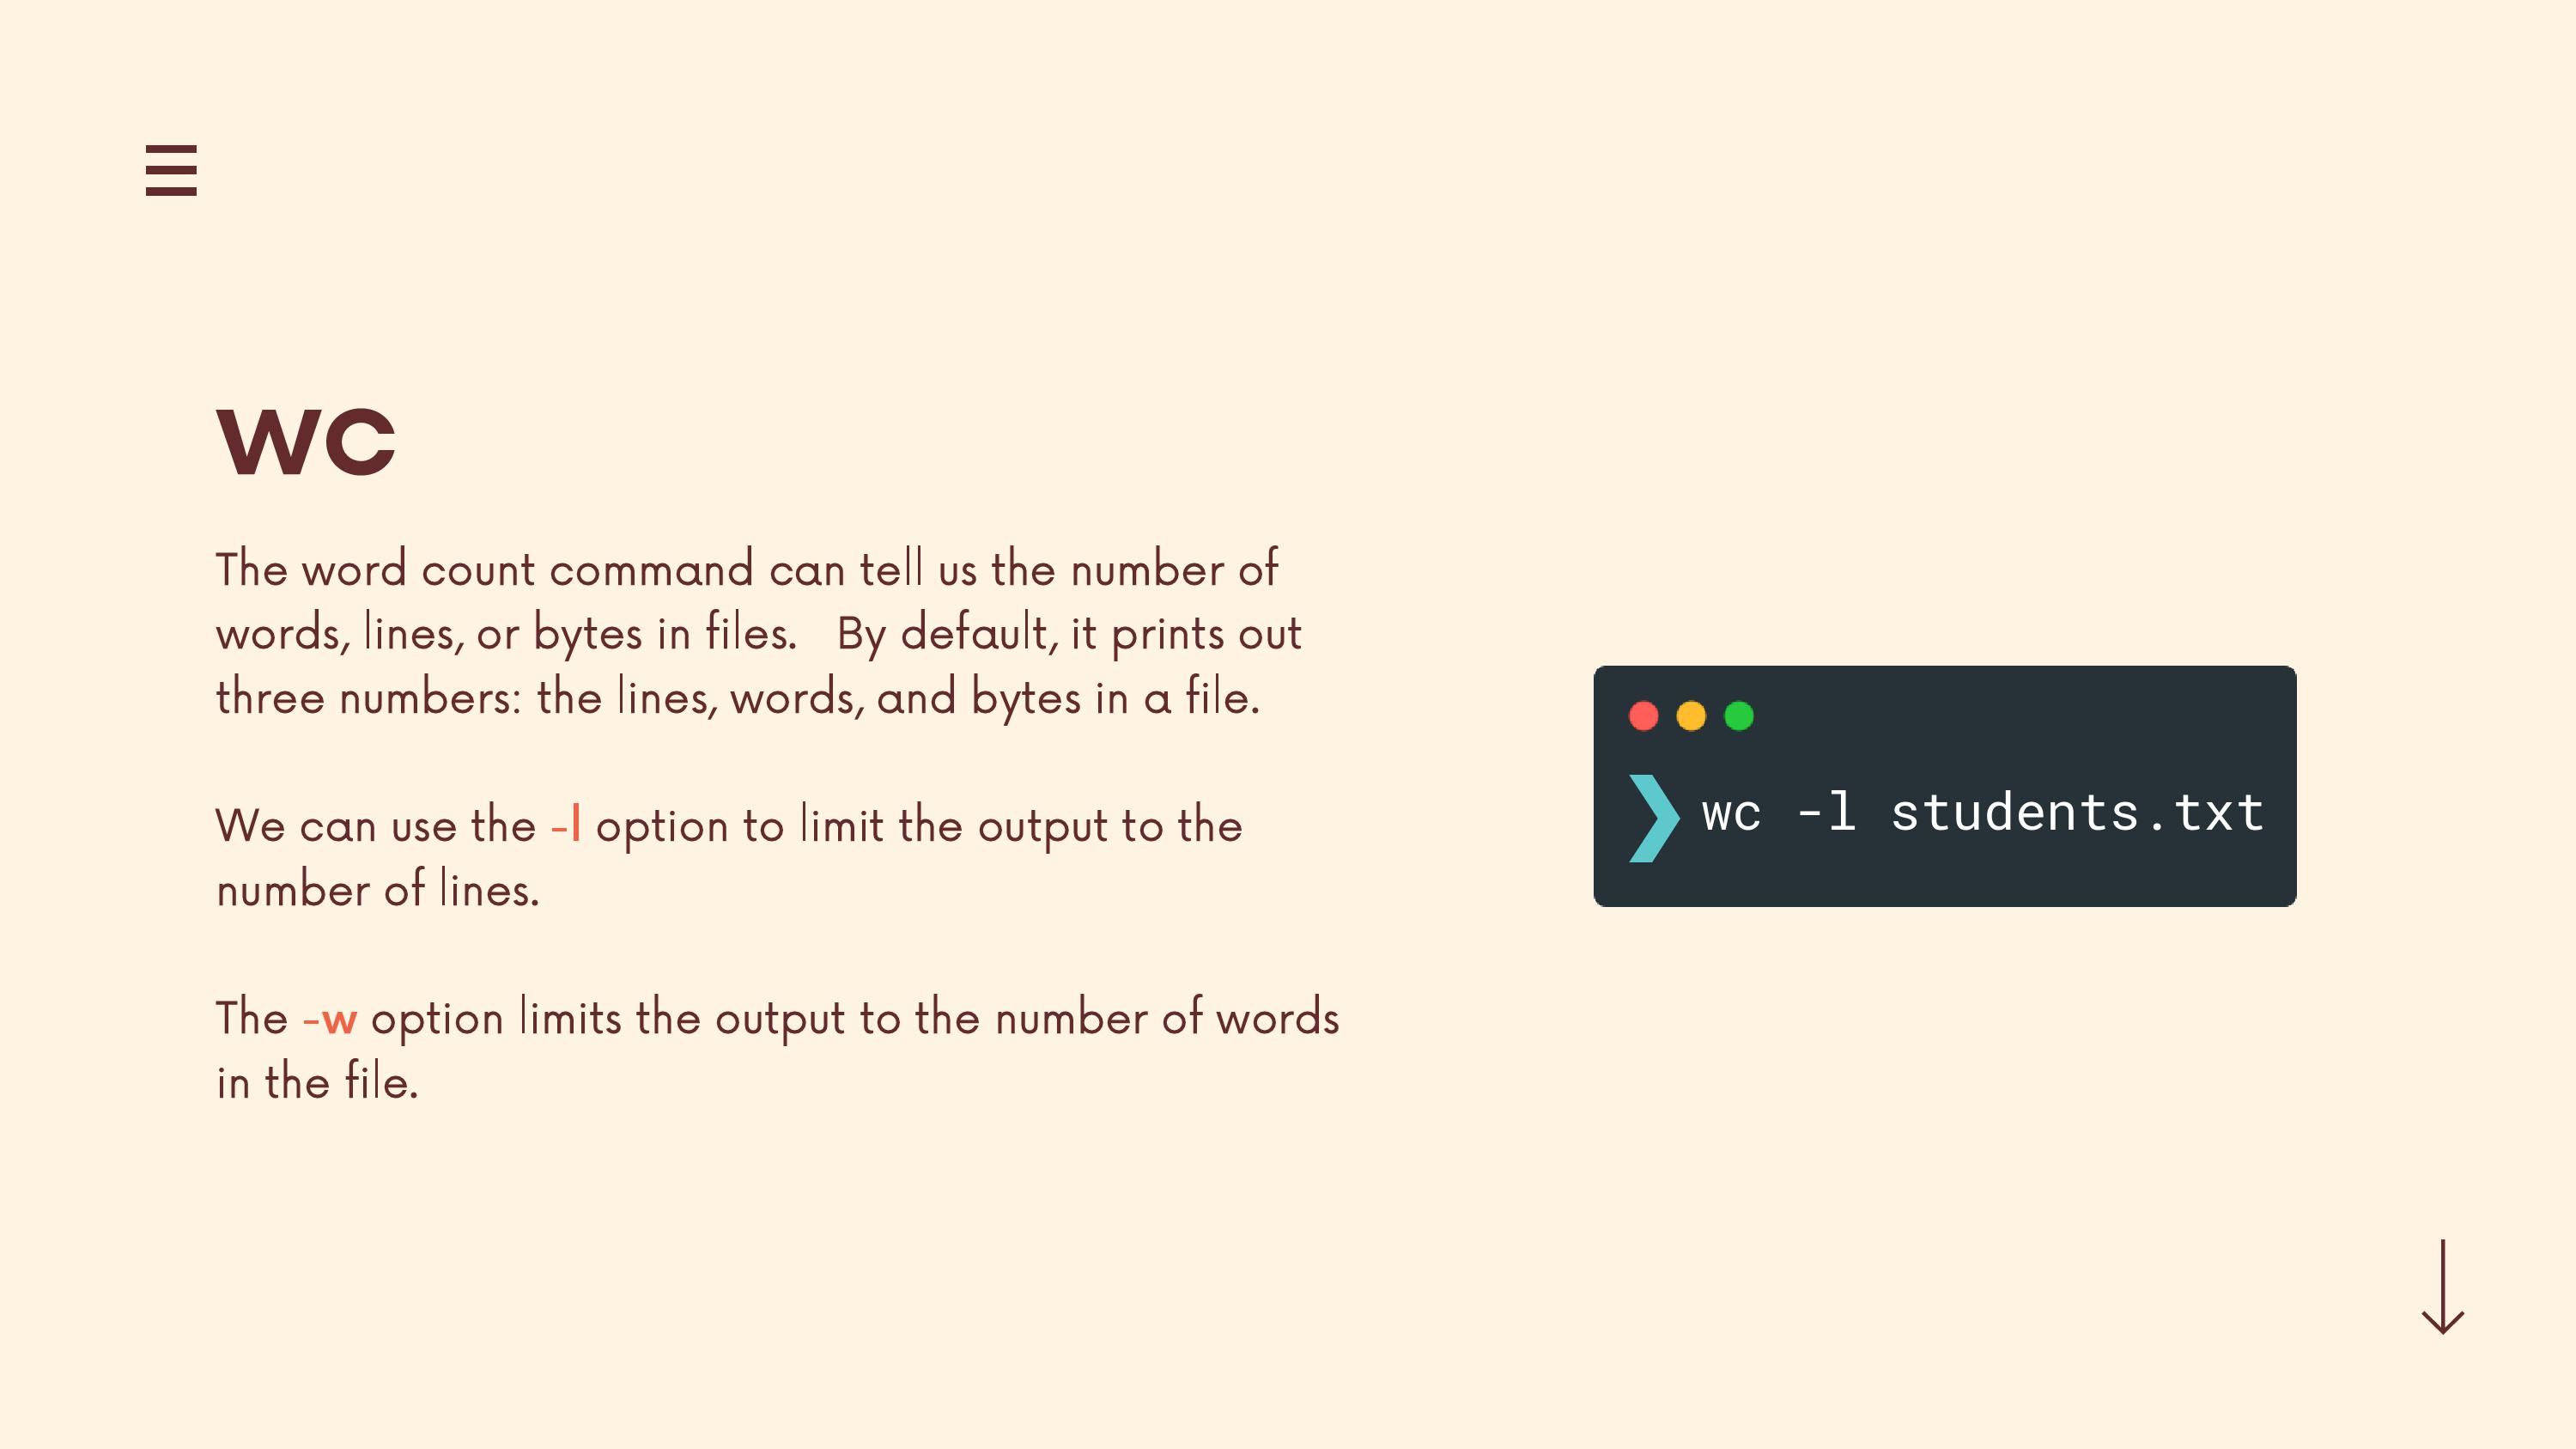 wc
The word count command can tell us the number of
words, lines, or bytes in files.   By default, it prints out
three numbers: the lines, words, and bytes in a file.
We can use the -l option to limit the output to the
number of lines.
The -w option limits the output to the number of words
in the file.
❯ wc -l students.txt